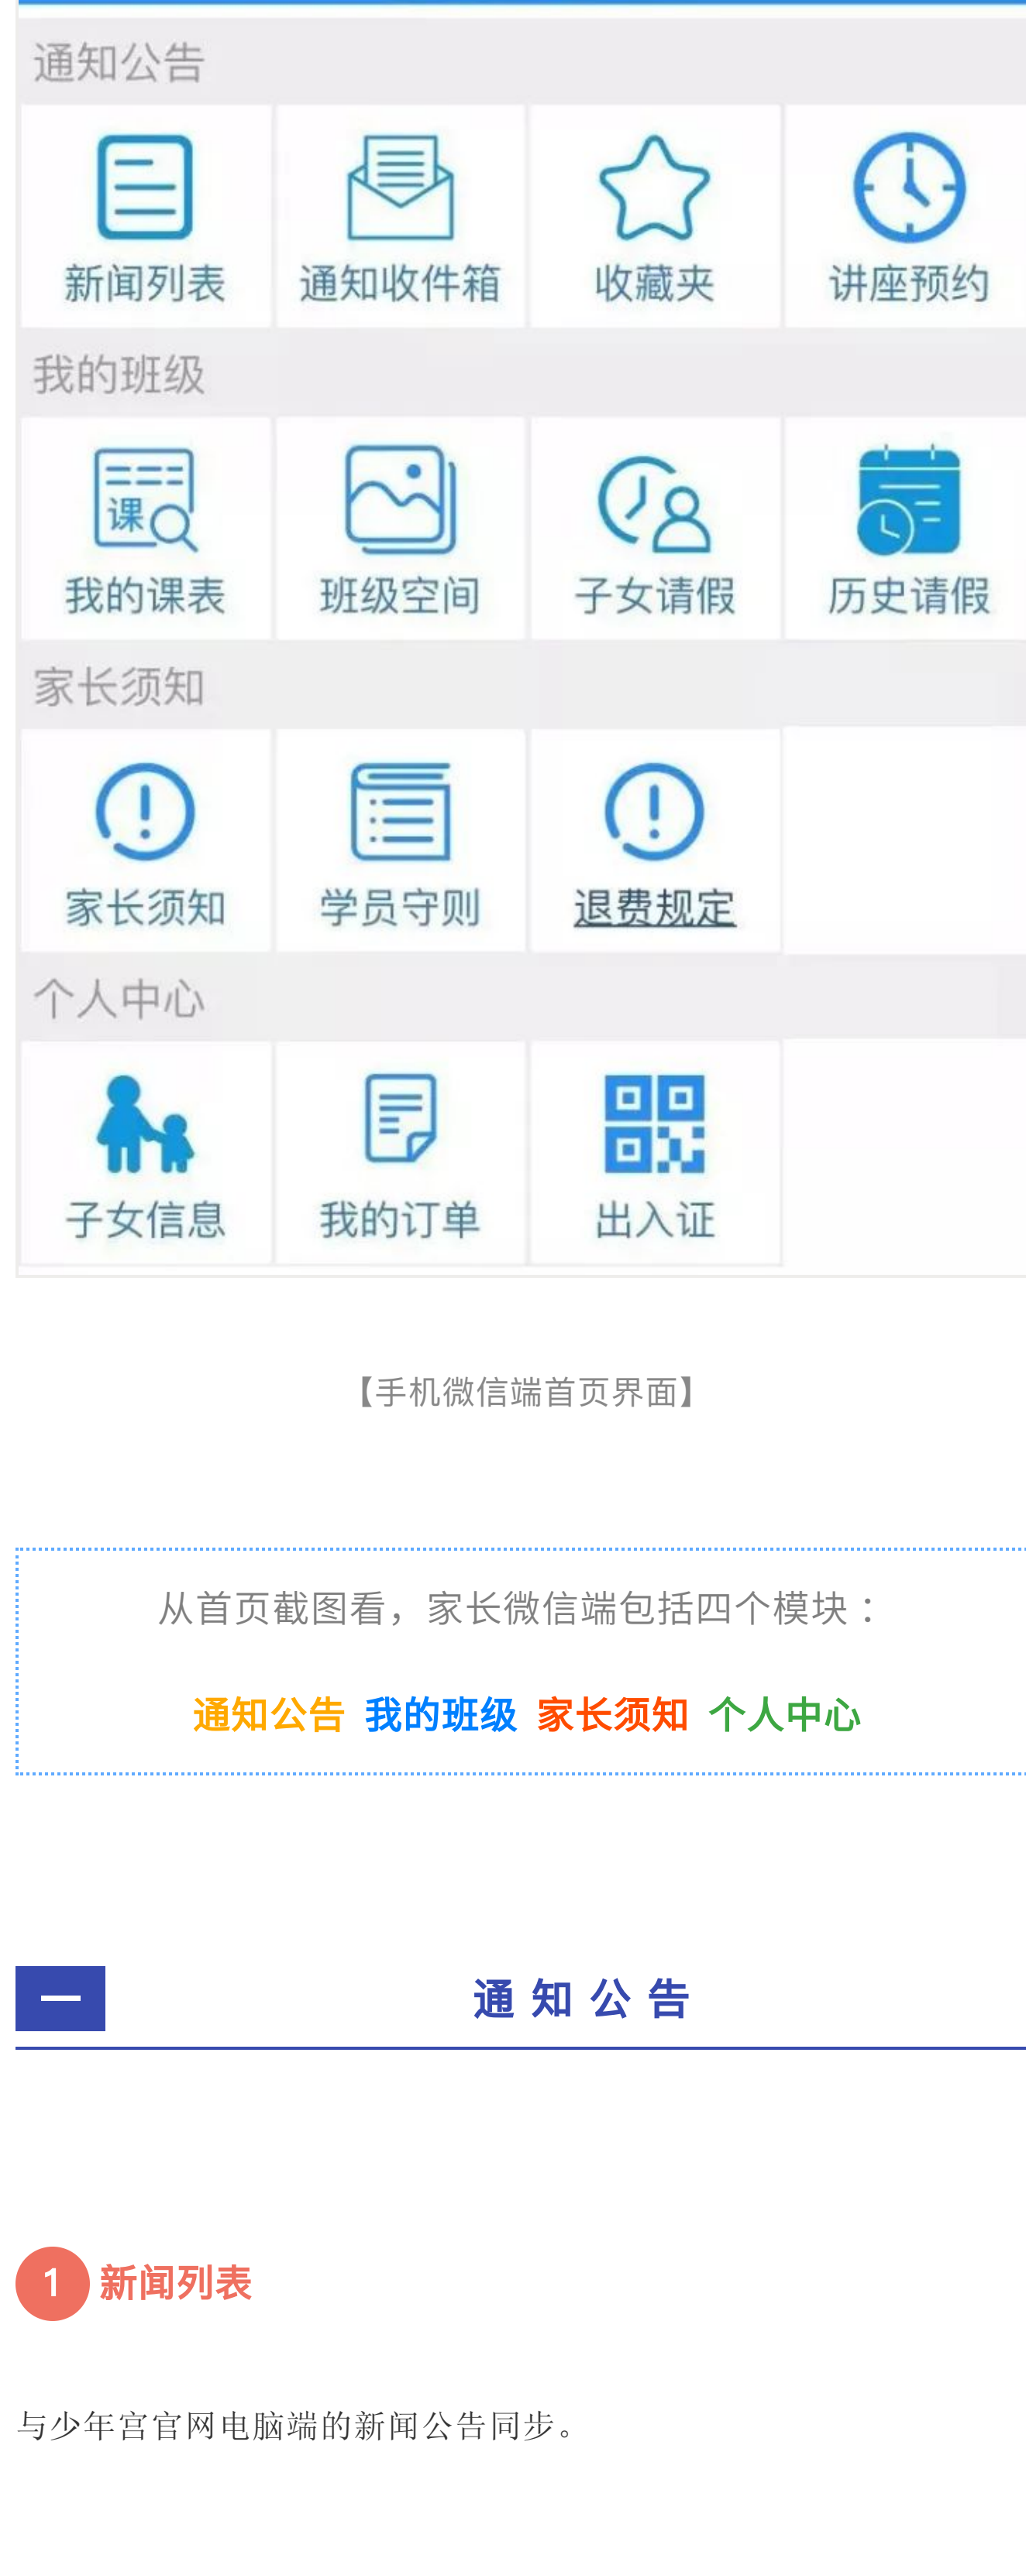 通知公告
新闻列表 通知收件箱 收藏夹 讲座预约
我的班级
课
我的课表 班级空间 子女请假 历史请假
家长须知
家长须知 学员守则 退费规定
个人中心
子女信息 我的订单 出入证
【手机微信端首页界面】
从首页截图看，家长微信端包括四个模块：
通知公告 我的班级 家长须知 个人中心
一 通知公告
1 新闻列表
与少年宫官网电脑端的新闻公告同步。